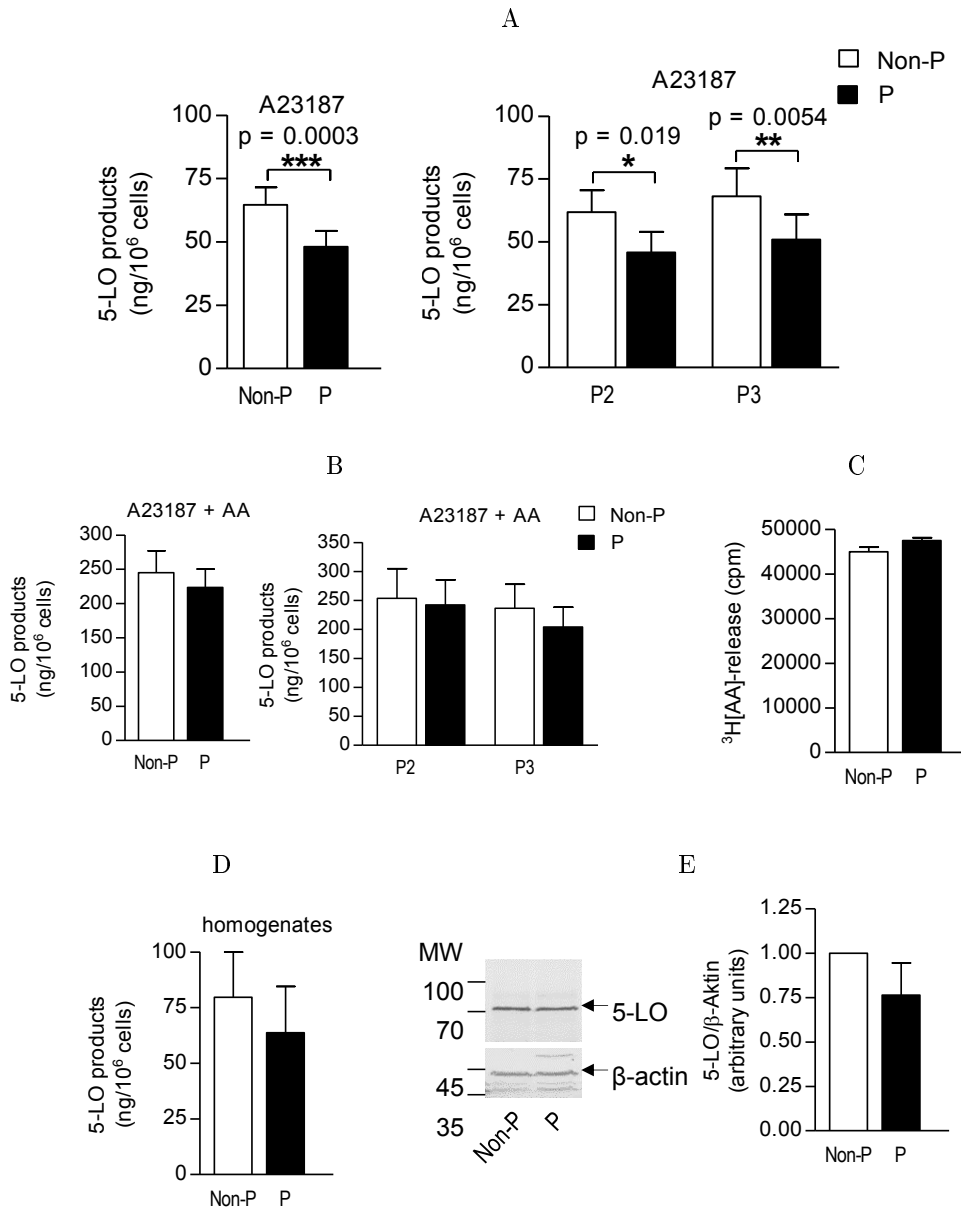 A
A23187
p = 0.0003
***
5-LO products
(ng/10⁶ cells)
100
75
50
25
0
Non-P P
Non-P
P
A23187
p = 0.019
p = 0.0054
*
**
5-LO products
(ng/10⁶ cells)
100
75
50
25
0
P2 P3
B
A23187 + AA
5-LO products
(ng/10⁶ cells)
300
250
200
250
100
50
0
Non-P P
A23187 + AA
Non-P
P
5-LO products
(ng/10⁶ cells)
350
300
250
200
250
100
50
0
P2 P3
C
³H[AA]-release (cpm)
50000
40000
30000
20000
10000
0
Non-P P
D
homogenates
5-LO products
(ng/10⁶ cells)
100
75
50
25
0
Non-P P
E
MW
100
70
45
35
5-LO
β-actin
Non-P P
5-LO/β-Aktin
(arbitrary units)
1.25
1.00
0.75
0.50
0.25
0.00
Non-P P